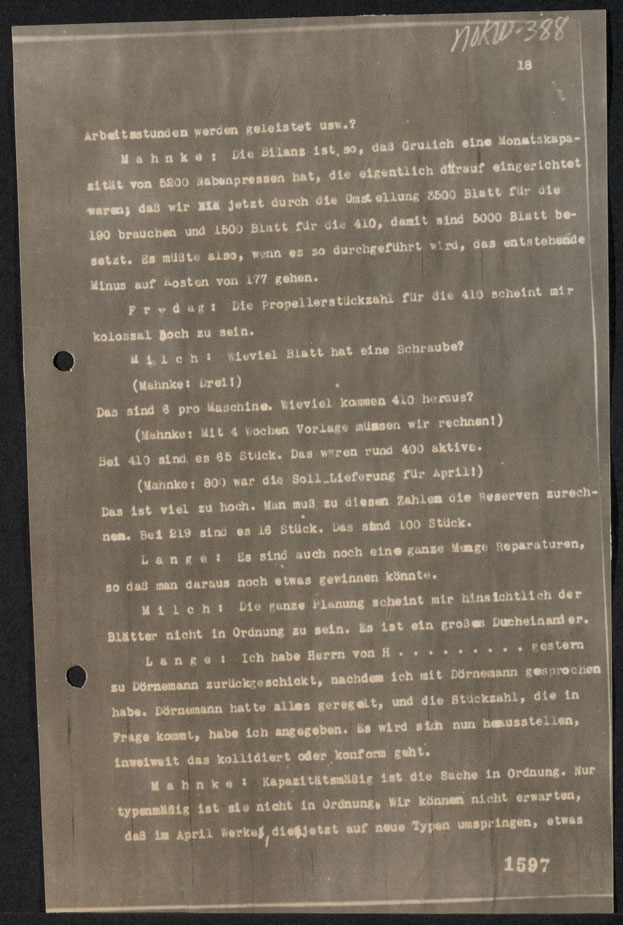 NOKW-388
18
Arbeitsstunden werden geleistet usw.?
M a h n k e : Die Bilanz ist so, daß Grulich eine Monatskapa-
zität von 5200 Nabenpressen hat, die eigentlich darauf eingerichtet
waren; daß wir jetzt durch die Umstellung 3500 Blatt für die
190 brauchen und 1500 Blatt für die 410, damit sind 5000 Blatt be-
setzt. Es müßte also, wenn es so durchgeführt wird, das entstehende
Minus auf Kosten von 177 gehen.
F r y d a g : Die Propellerstückzahl für die 410 scheint mir
kolossal hoch zu sein.
M i l c h : Wieviel Blatt hat eine Schraube?
(Mahnke: Drei!)
Das sind 6 pro Maschine. Wieviel kommen 410 heraus?
(Mahnke: Mit 4 Wochen Vorlage müssen wir rechnen!)
Bei 410 sind es 65 Stück. Das wären rund 400 aktive.
(Mahnke: 800 war die Soll-Lieferung für April!)
Das ist viel zu hoch. Man muß zu diesen Zahlen die Reserven zurech-
nen. Bei 219 sind es 16 Stück. Das sind 100 Stück.
L a n g e : Es sind auch noch eine ganze Menge Reparaturen,
so daß man daraus noch etwas gewinnen könnte.
M i l c h : Die ganze Planung scheint mir hinsichtlich der
Blätter nicht in Ordnung zu sein. Es ist ein großes Ducheinander.
L a n g e : Ich habe Herrn von H . . . . . . . . . gestern
zu Dörnemann zurückgeschickt, nachdem ich mit Dörnemann gesprochen
habe. Dörnemann hatte alles geregelt, und die Stückzahl, die in
Frage kommt, habe ich angegeben. Es wird sich nun herausstellen,
inweiweit das kollidiert oder konform geht.
M a h n k e : Kapazitätsmäßig ist die Sache in Ordnung. Nur
typenmäßig ist sie nicht in Ordnung. Wir können nicht erwarten,
daß im April Werke, die jetzt auf neue Typen umspringen, etwas
1597